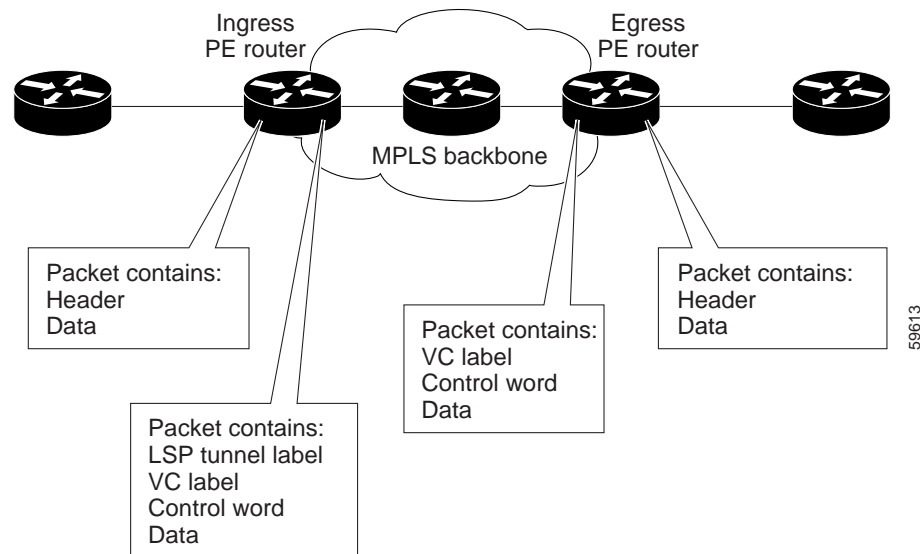 Ingress
PE router
Egress
PE router
MPLS backbone
Packet contains:
Header
Data
Packet contains:
LSP tunnel label
VC label
Control word
Data
Packet contains:
VC label
Control word
Data
Packet contains:
Header
Data
59613